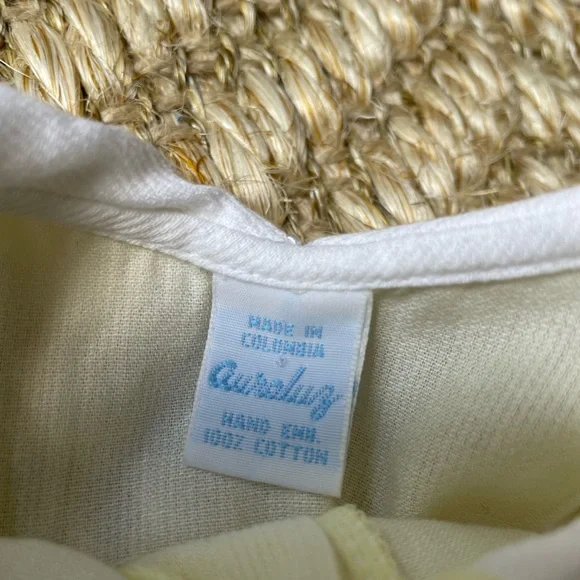 MADE IN
COLOMBIA
®
auraluz
HAND EMB.
100% COTTON